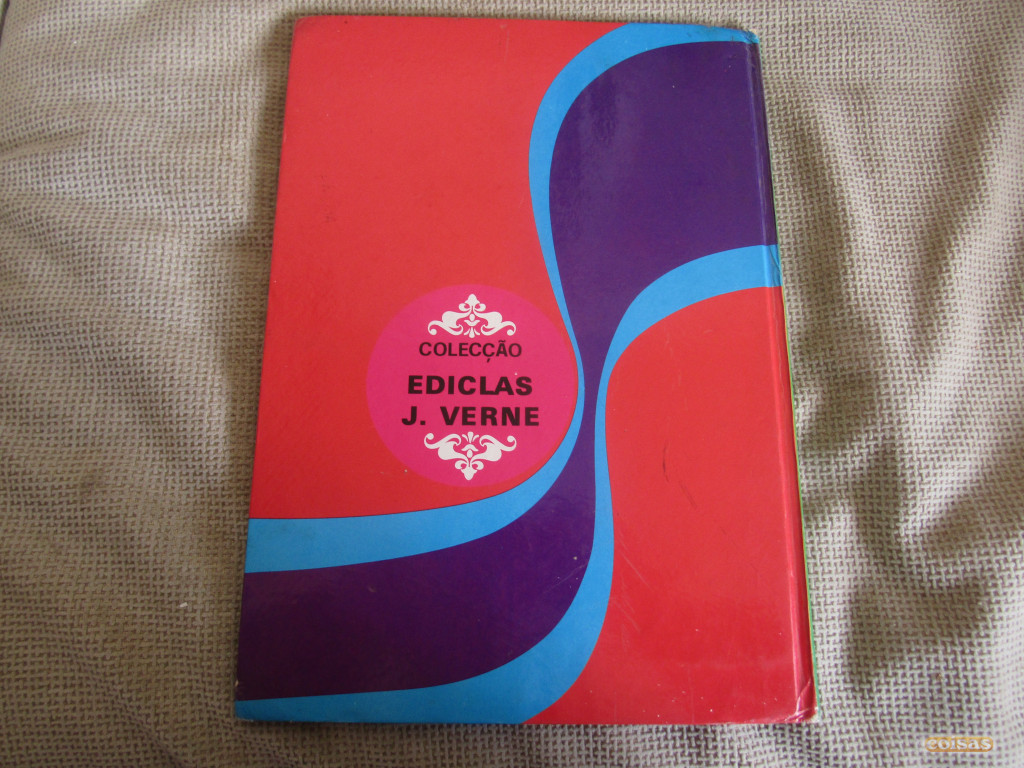 COLECÇÃO
EDICLAS
J. VERNE
coisas